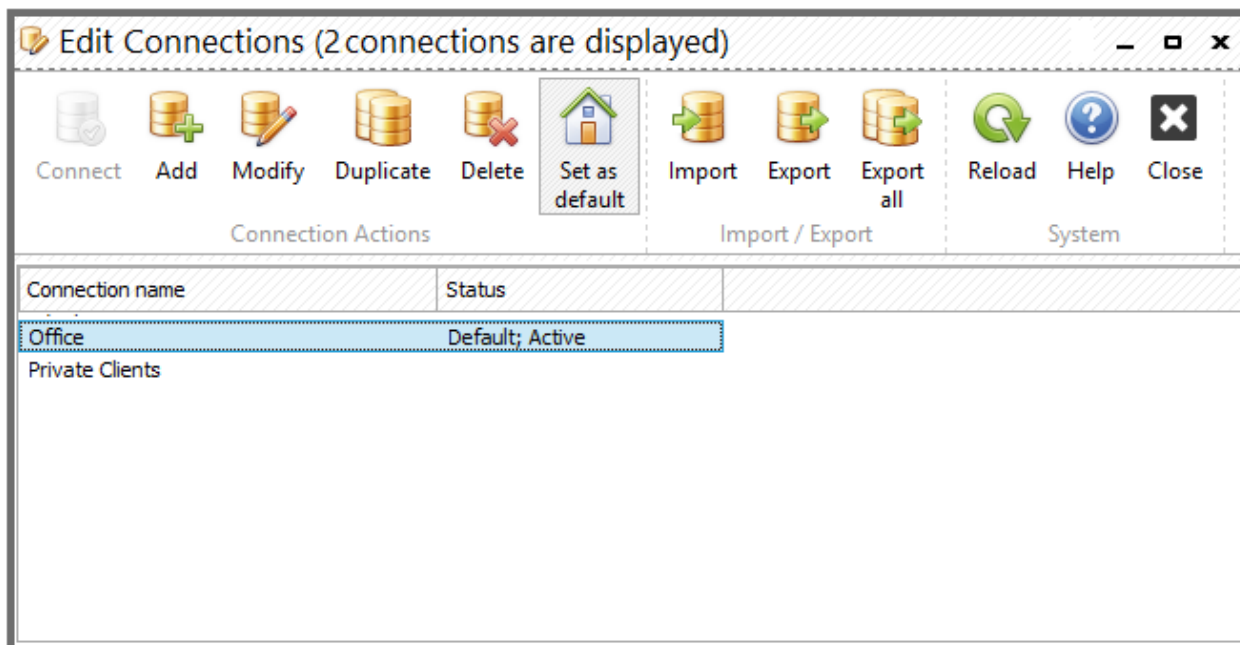 Edit Connections (2 connections are displayed)
Connect Add Modify Duplicate Delete Set as default Import Export Export all Reload Help Close
Connection Actions Import / Export System
Connection name Status
Office Default; Active
Private Clients